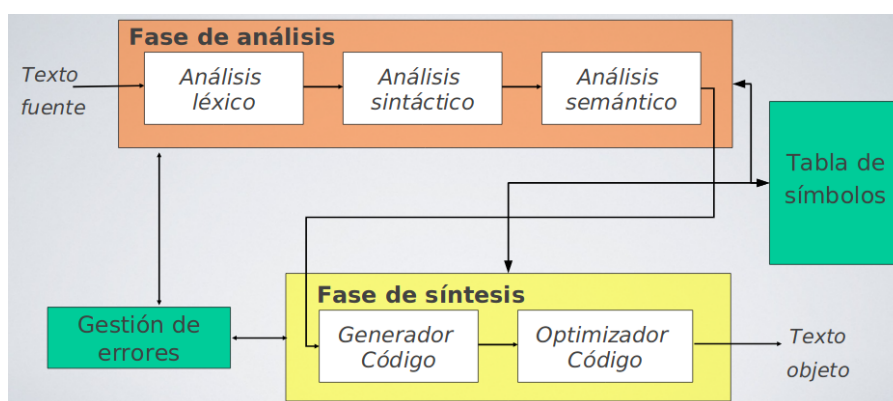 Fase de análisis
Texto
fuente
Análisis
léxico
Análisis
sintáctico
Análisis
semántico
Tabla de
símbolos
Fase de síntesis
Gestión de
errores
Generador
Código
Optimizador
Código
Texto
objeto